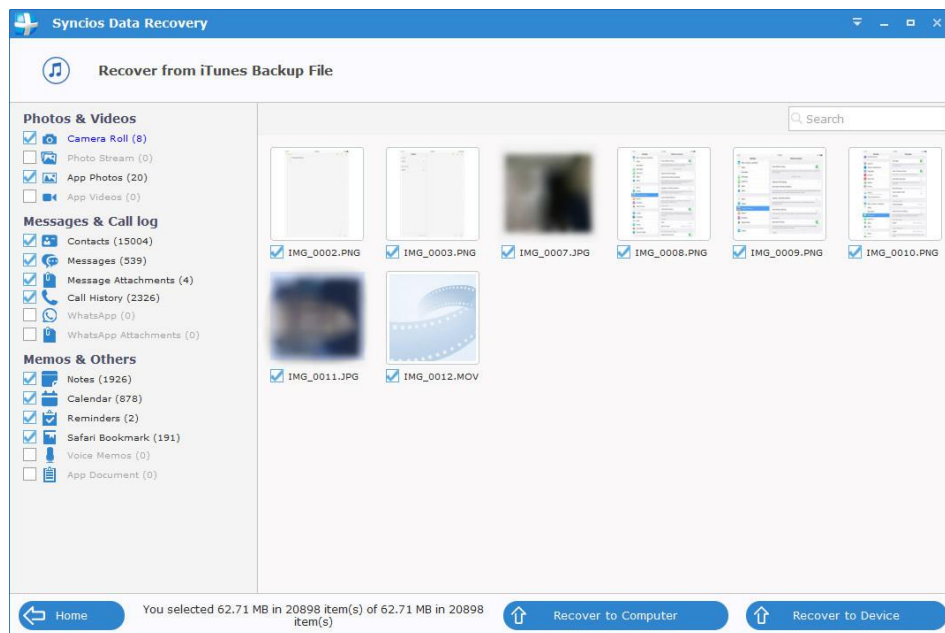 Syncios Data Recovery
Recover from iTunes Backup File
Photos & Videos
Camera Roll (8)
Photo Stream (0)
App Photos (20)
App Videos (0)
Messages & Call log
Contacts (15004)
Messages (539)
Message Attachments (4)
Call History (2326)
WhatsApp (0)
WhatsApp Attachments (0)
Memos & Others
Notes (1926)
Calendar (878)
Reminders (2)
Safari Bookmark (191)
Voice Memos (0)
App Document (0)
Search
IMG_0002.PNG
IMG_0003.PNG
IMG_0007.JPG
IMG_0008.PNG
IMG_0009.PNG
IMG_0010.PNG
IMG_0011.JPG
IMG_0012.MOV
Home
You selected 62.71 MB in 20898 item(s) of 62.71 MB in 20898
item(s)
Recover to Computer
Recover to Device